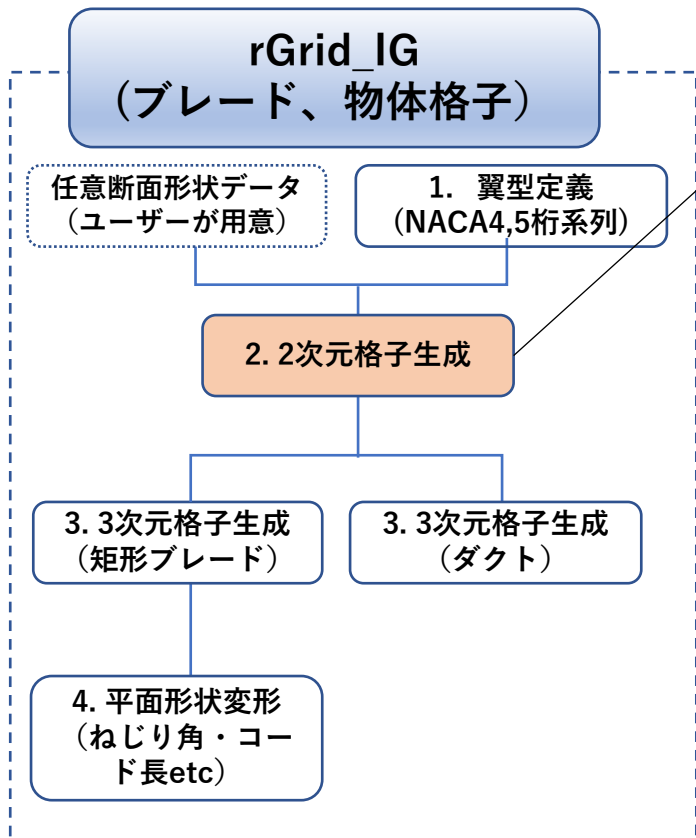 rGrid_IG
（ブレード、物体格子）
任意断面形状データ
（ユーザーが用意）
1. 翼型定義
(NACA4,5桁系列)
2. 2次元格子生成
3. 3次元格子生成
（矩形ブレード）
3. 3次元格子生成
（ダクト）
4. 平面形状変形
（ねじり角・コー
ド長etc）